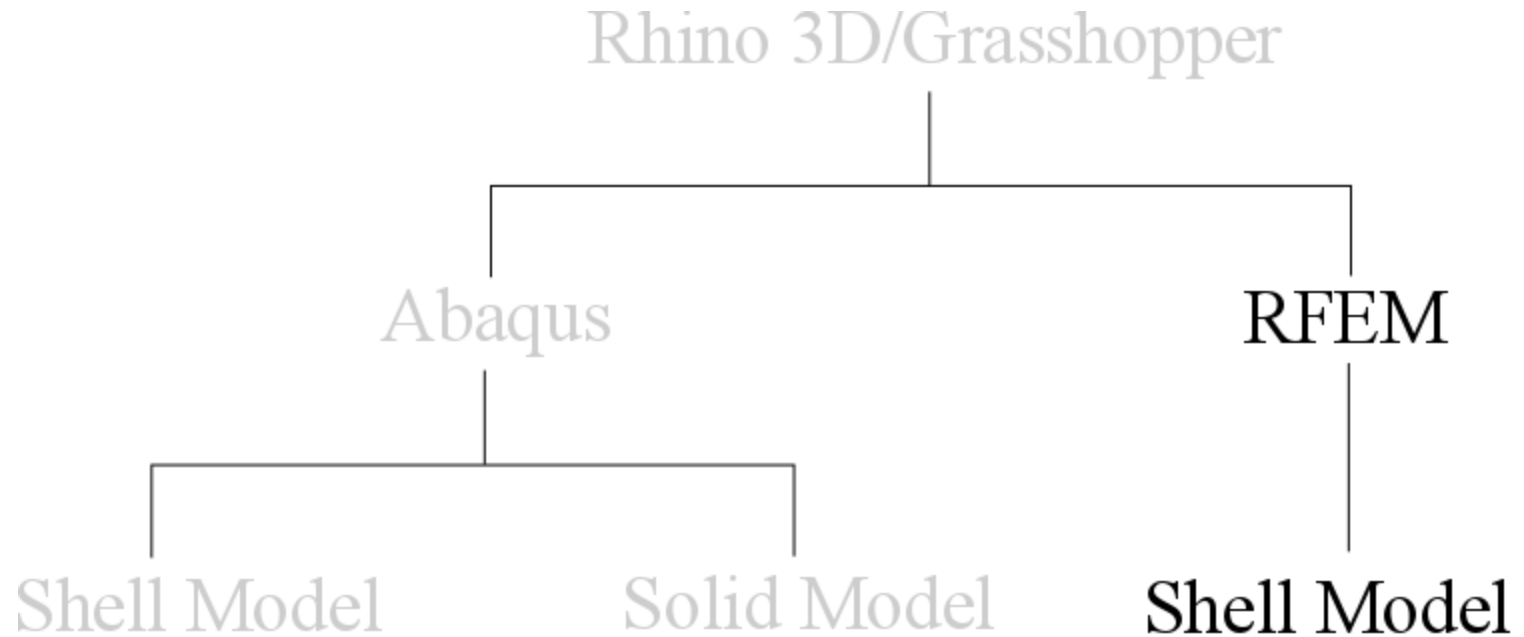 Rhino 3D/Grasshopper
Abaqus
RFEM
Shell Model
Solid Model
Shell Model